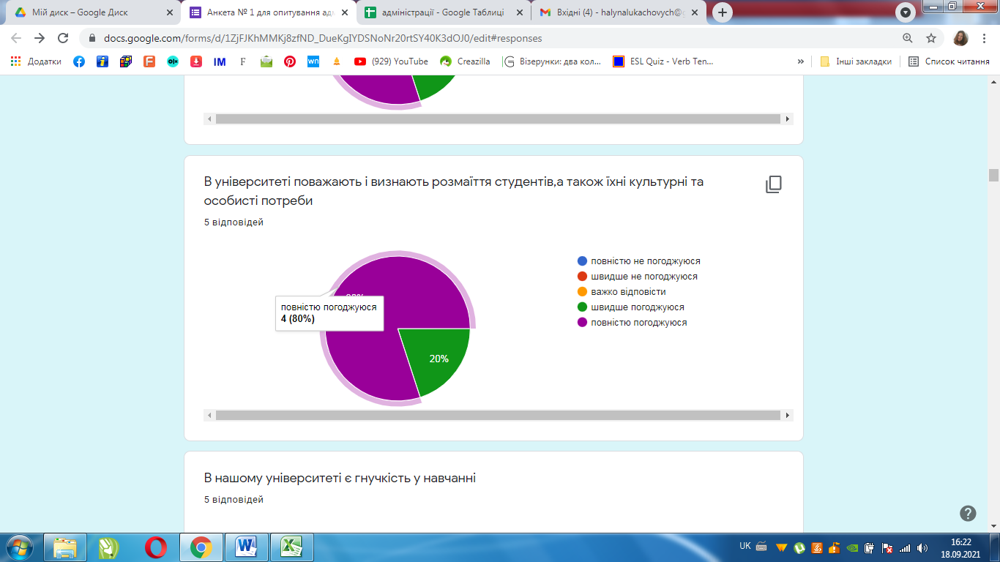 Мій диск – Google Диск
Анкета № 1 для опитування адм
адміністрації - Google Таблиці
Вхідні (4) - halynalukachovych@g
docs.google.com/forms/d/1ZjFJKhMMKj8zfND_DueKgIYDSNoNr20rtSY40K3dOJ0/edit#responses
Додатки
IM
F
wn
(929) YouTube
Creazilla
Візерунки: два кол...
ESL Quiz - Verb Ten...
»
Інші закладки
Список читання
В університеті поважають і визнають розмаїття студентів,а також їхні культурні та
особисті потреби
5 відповідей
повністю погоджуюся
4 (80%)
20%
повністю не погоджуюся
швидше не погоджуюся
важко відповісти
швидше погоджуюся
повністю погоджуюся
В нашому університеті є гнучкість у навчанні
5 відповідей
UK
16:22
18.09.2021